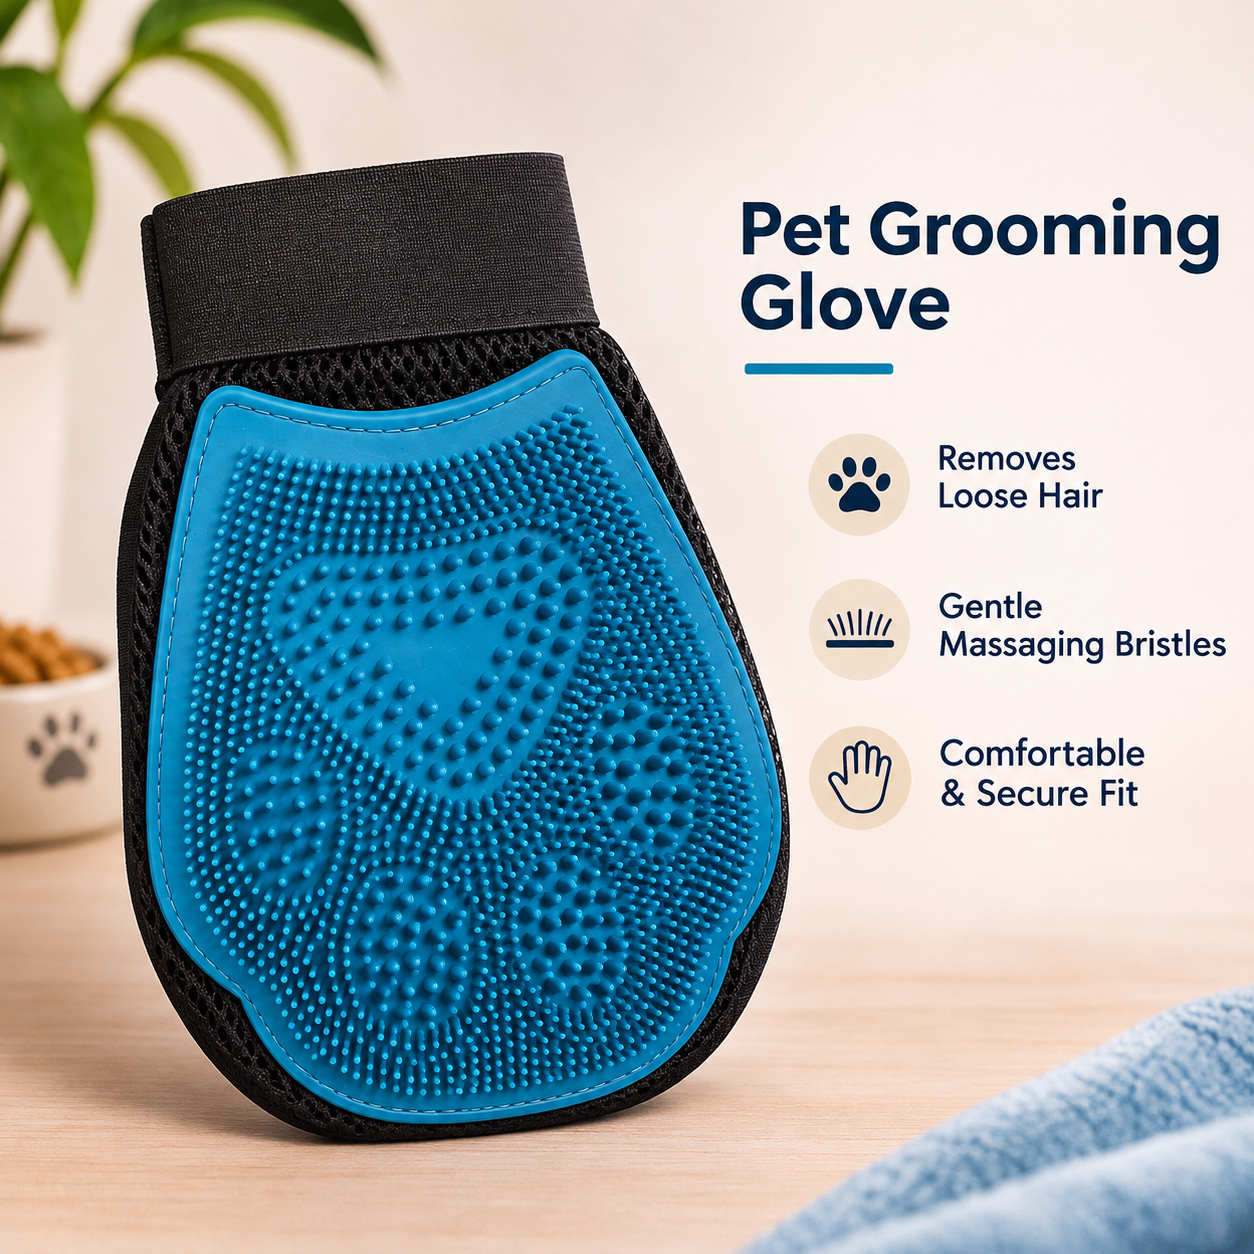 Pet Grooming
Glove
Removes
Loose Hair
Gentle
Massaging Bristles
Comfortable
& Secure Fit